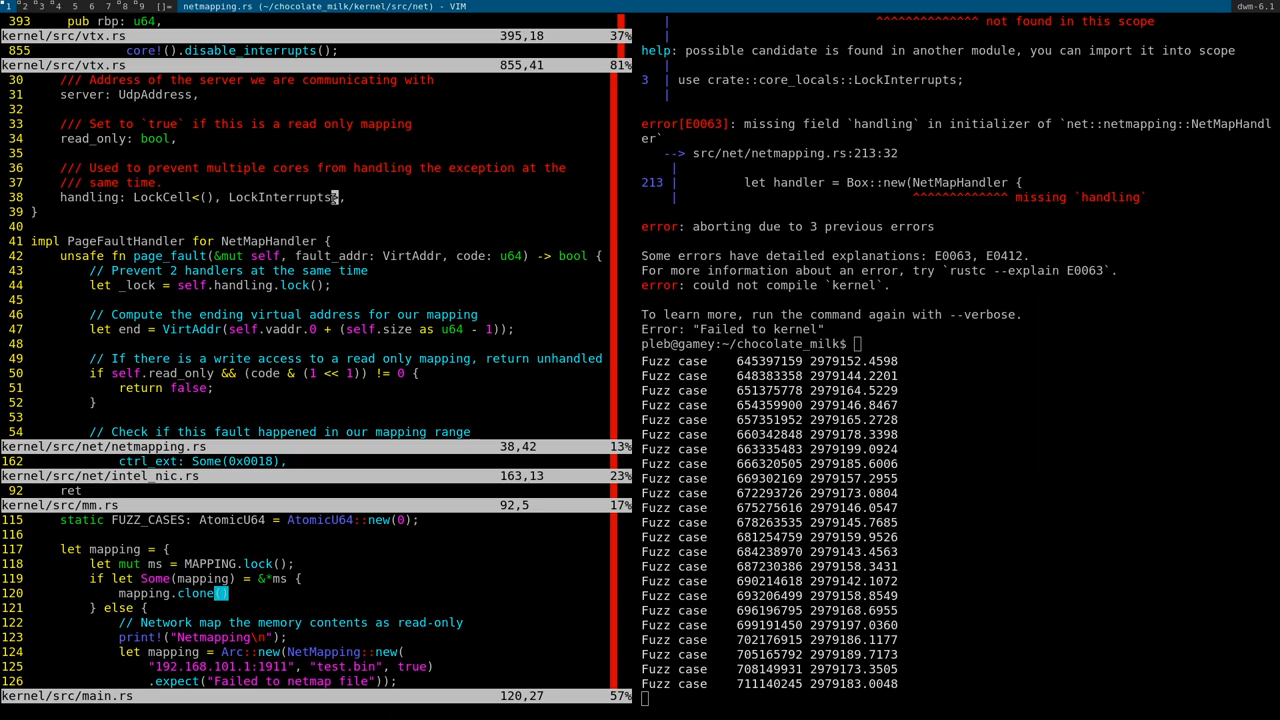 1 2 3 4 5 6 7 8 9 []= netmapping.rs (~/chocolate_milk/kernel/src/net) - VIM dwm-6.1
393 pub rbp: u64,
kernel/src/vtx.rs 395,18 37%
855 core!().disable_interrupts();
kernel/src/vtx.rs 855,41 81%
30 /// Address of the server we are communicating with
31 server: UdpAddress,
32
33 /// Set to `true` if this is a read only mapping
34 read_only: bool,
35
36 /// Used to prevent multiple cores from handling the exception at the
37 /// same time.
38 handling: LockCell<(), LockInterrupts>,
39 }
40
41 impl PageFaultHandler for NetMapHandler {
42 unsafe fn page_fault(&mut self, fault_addr: VirtAddr, code: u64) -> bool {
43 // Prevent 2 handlers at the same time
44 let _lock = self.handling.lock();
45
46 // Compute the ending virtual address for our mapping
47 let end = VirtAddr(self.vaddr.0 + (self.size as u64 - 1));
48
49 // If there is a write access to a read only mapping, return unhandled
50 if self.read_only && (code & (1 << 1)) != 0 {
51 return false;
52 }
53
54 // Check if this fault happened in our mapping range
kernel/src/net/netmapping.rs 38,42 13%
162 ctrl_ext: Some(0x0018),
kernel/src/net/intel_nic.rs 163,13 23%
92 ret
kernel/src/mm.rs 92,5 17%
115 static FUZZ_CASES: AtomicU64 = AtomicU64::new(0);
116
117 let mapping = {
118 let mut ms = MAPPING.lock();
119 if let Some(mapping) = &*ms {
120 mapping.clone()
121 } else {
122 // Network map the memory contents as read-only
123 print!("Netmapping\n");
124 let mapping = Arc::new(NetMapping::new(
125 "192.168.101.1:1911", "test.bin", true)
126 .expect("Failed to netmap file"));
kernel/src/main.rs 120,27 57%
| ^^^^^^^^^^^^^^ not found in this scope
|
help: possible candidate is found in another module, you can import it into scope
|
3 | use crate::core_locals::LockInterrupts;
|
error[E0063]: missing field `handling` in initializer of `net::netmapping::NetMapHandl
er`
--> src/net/netmapping.rs:213:32
|
213 | let handler = Box::new(NetMapHandler {
| ^^^^^^^^^^^^^ missing `handling`
error: aborting due to 3 previous errors
Some errors have detailed explanations: E0063, E0412.
For more information about an error, try `rustc --explain E0063`.
error: could not compile `kernel`.
To learn more, run the command again with --verbose.
Error: "Failed to kernel"
pleb@gamey:~/chocolate_milk$
Fuzz case 645397159 2979152.4598
Fuzz case 648383358 2979144.2201
Fuzz case 651375778 2979164.5229
Fuzz case 654359900 2979146.8467
Fuzz case 657351952 2979165.2728
Fuzz case 660342848 2979178.3398
Fuzz case 663335483 2979199.0924
Fuzz case 666320505 2979185.6006
Fuzz case 669302169 2979157.2955
Fuzz case 672293726 2979173.0804
Fuzz case 675275616 2979146.0547
Fuzz case 678263535 2979145.7685
Fuzz case 681254759 2979159.9526
Fuzz case 684238970 2979143.4563
Fuzz case 687230386 2979158.3431
Fuzz case 690214618 2979142.1072
Fuzz case 693206499 2979158.8549
Fuzz case 696196795 2979168.6955
Fuzz case 699191450 2979197.0360
Fuzz case 702176915 2979186.1177
Fuzz case 705165792 2979189.7173
Fuzz case 708149931 2979173.3505
Fuzz case 711140245 2979183.0048